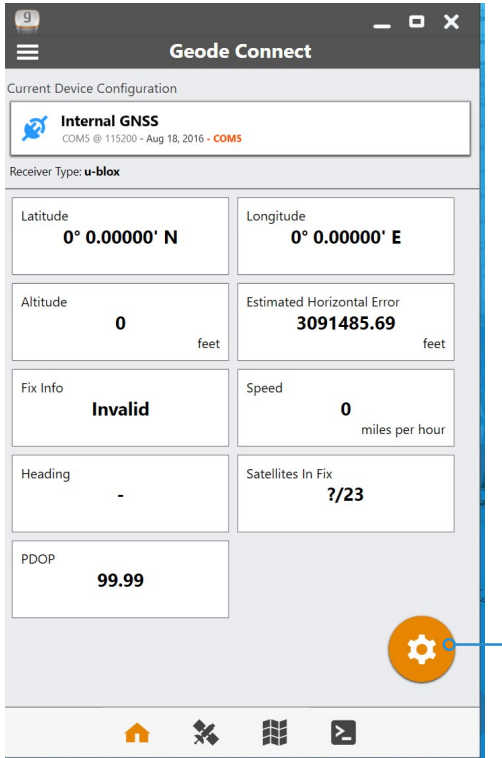 9
Geode Connect
Current Device Configuration
Internal GNSS
COM5 @ 115200 - Aug 18, 2016 - COM5
Receiver Type: u-blox
Latitude
0° 0.00000' N
Longitude
0° 0.00000' E
Altitude
0
feet
Estimated Horizontal Error
3091485.69
feet
Fix Info
Invalid
Speed
0
miles per hour
Heading
-
Satellites In Fix
?/23
PDOP
99.99